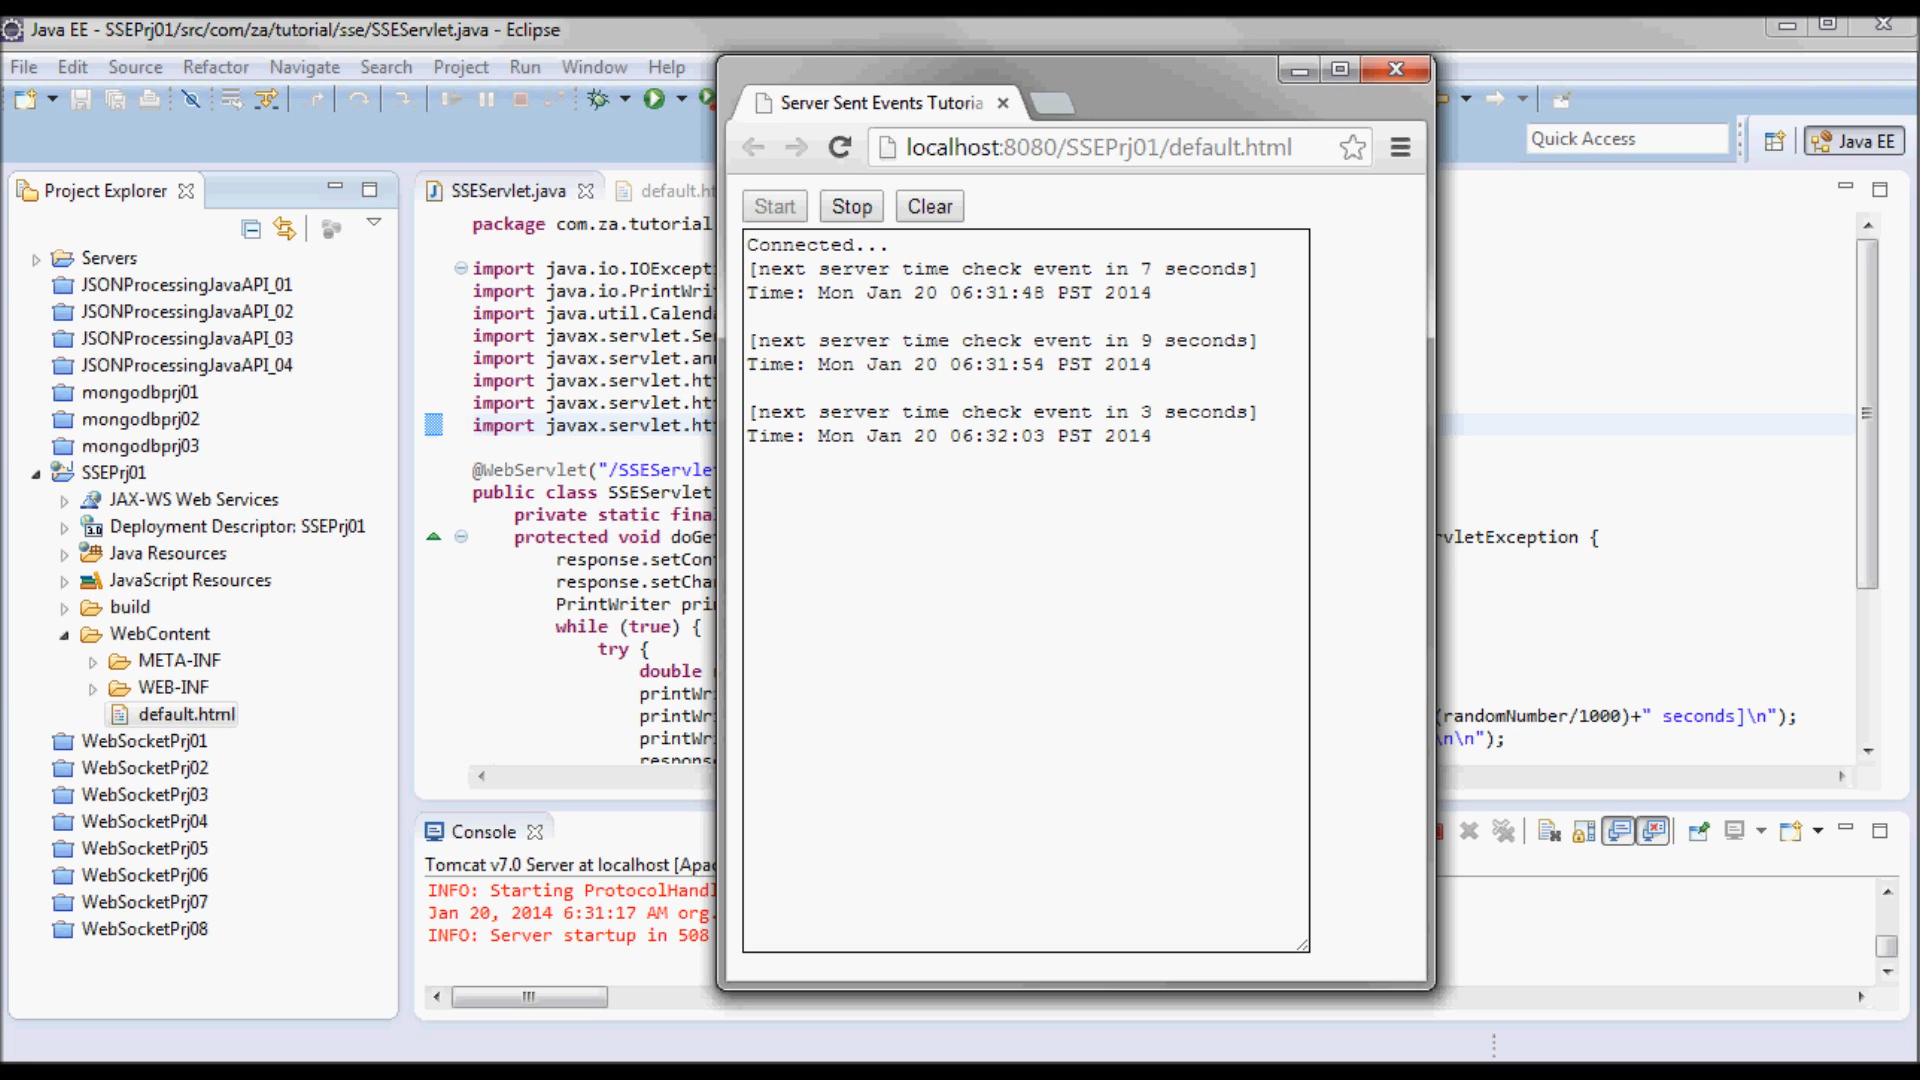 Java EE - SSEPrj01/src/com/za/tutorial/sse/SSEServlet.java - Eclipse
File Edit Source Refactor Navigate Search Project Run Window Help
Quick Access
Java EE
Project Explorer
Servers
JSONProcessingJavaAPI_01
JSONProcessingJavaAPI_02
JSONProcessingJavaAPI_03
JSONProcessingJavaAPI_04
mongodbprj01
mongodbprj02
mongodbprj03
SSEPrj01
JAX-WS Web Services
Deployment Descriptor: SSEPrj01
Java Resources
JavaScript Resources
build
WebContent
META-INF
WEB-INF
default.html
WebSocketPrj01
WebSocketPrj02
WebSocketPrj03
WebSocketPrj04
WebSocketPrj05
WebSocketPrj06
WebSocketPrj07
WebSocketPrj08
SSEServlet.java default.ht
package com.za.tutorial
import java.io.IOExcept
import java.io.PrintWri
import java.util.Calend
import javax.servlet.Se
import javax.servlet.an
import javax.servlet.ht
import javax.servlet.ht
import javax.servlet.ht
@WebServlet("/SSEServle
public class SSEServlet
private static fina
protected void doGe
vletException {
response.setCon
response.setCha
PrintWriter pri
while (true) {
try {
double
printWr
printWr
(randomNumber/1000)+" seconds]\n");
printWr
\n\n");
respons
Console
Tomcat v7.0 Server at localhost [Apa
INFO: Starting ProtocolHandl
Jan 20, 2014 6:31:17 AM org.
INFO: Server startup in 508
Server Sent Events Tutoria
localhost:8080/SSEPrj01/default.html
Start Stop Clear
Connected...
[next server time check event in 7 seconds]
Time: Mon Jan 20 06:31:48 PST 2014
[next server time check event in 9 seconds]
Time: Mon Jan 20 06:31:54 PST 2014
[next server time check event in 3 seconds]
Time: Mon Jan 20 06:32:03 PST 2014